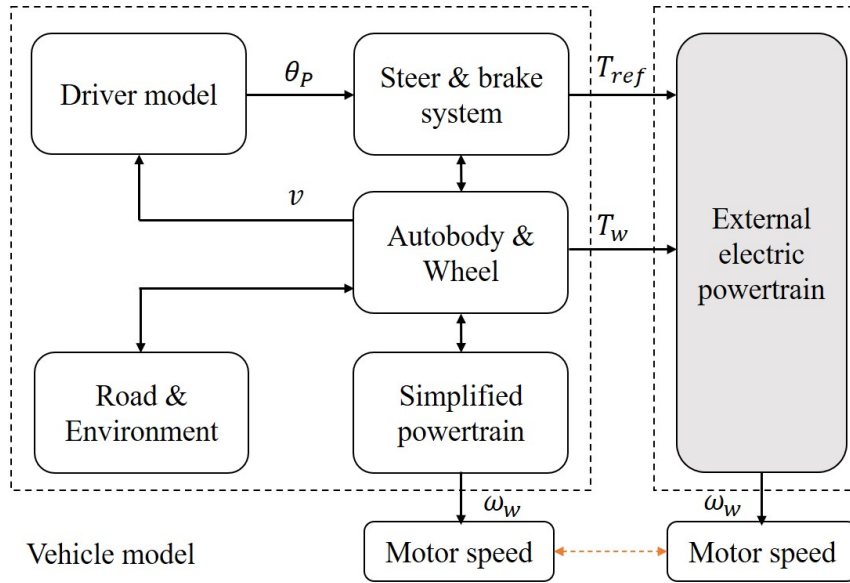 Driver model
θ_P
Steer & brake
system
T_ref
v
Autobody &
Wheel
T_w
External
electric
powertrain
Road &
Environment
Simplified
powertrain
ω_w
ω_w
Vehicle model
Motor speed
Motor speed